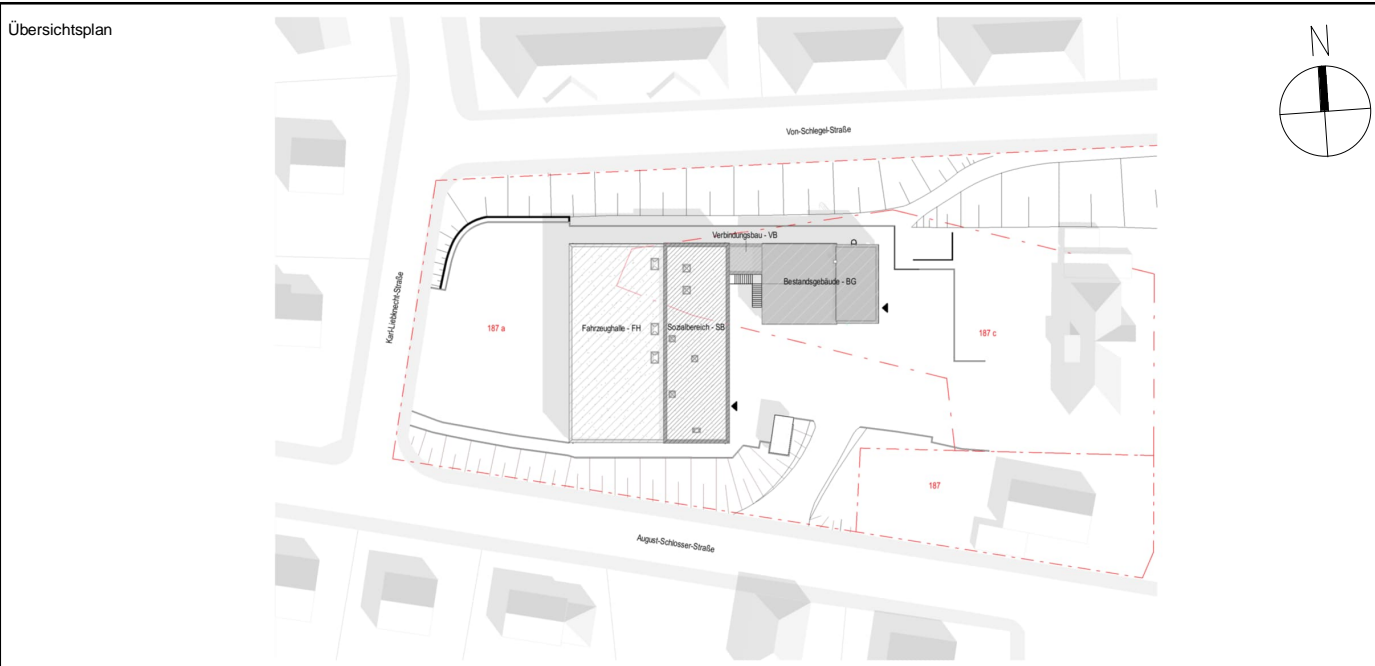 Übersichtsplan
N
Von-Schlegel-Straße
Verbindungsbau - VB
Bestandsgebäude - BG
Karl-Liebknecht-Straße
187 a
Fahrzeughalle - FH
Sozialbereich - SB
187 c
187
August-Schlosser-Straße